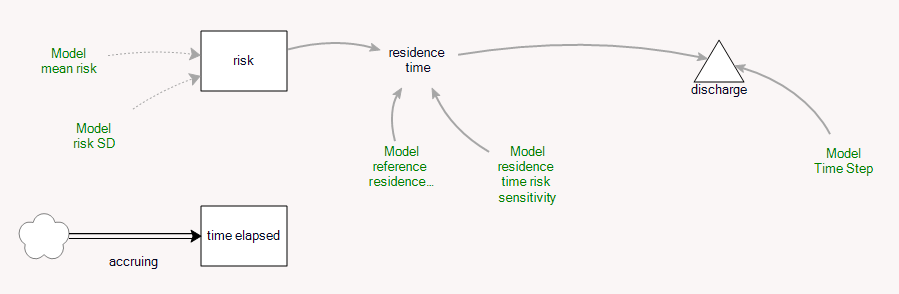 Model
mean risk
risk
residence
time
discharge
Model
risk SD
Model
reference
residence...
Model
residence
time risk
sensitivity
Model
Time Step
time elapsed
accruing